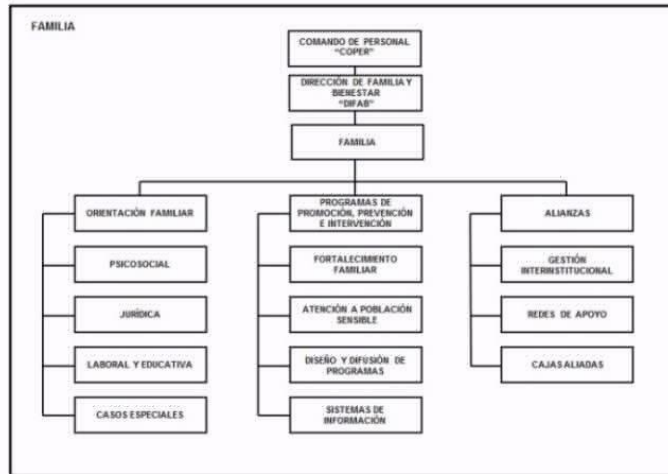 FAMILIA
COMANDO DE PERSONAL
"COPER"
DIRECCIÓN DE FAMILIA Y
BIENESTAR
"DIFAB"
FAMILIA
ORIENTACIÓN FAMILIAR
PSICOSOCIAL
JURÍDICA
LABORAL Y EDUCATIVA
CASOS ESPECIALES
PROGRAMAS DE
PROMOCIÓN, PREVENCIÓN
E INTERVENCIÓN
FORTALECIMIENTO
FAMILIAR
ATENCIÓN A POBLACIÓN
SENSIBLE
DISEÑO Y DIFUSIÓN DE
PROGRAMAS
SISTEMAS DE
INFORMACIÓN
ALIANZAS
GESTIÓN
INTERINSTITUCIONAL
REDES DE APOYO
CAJAS ALIADAS